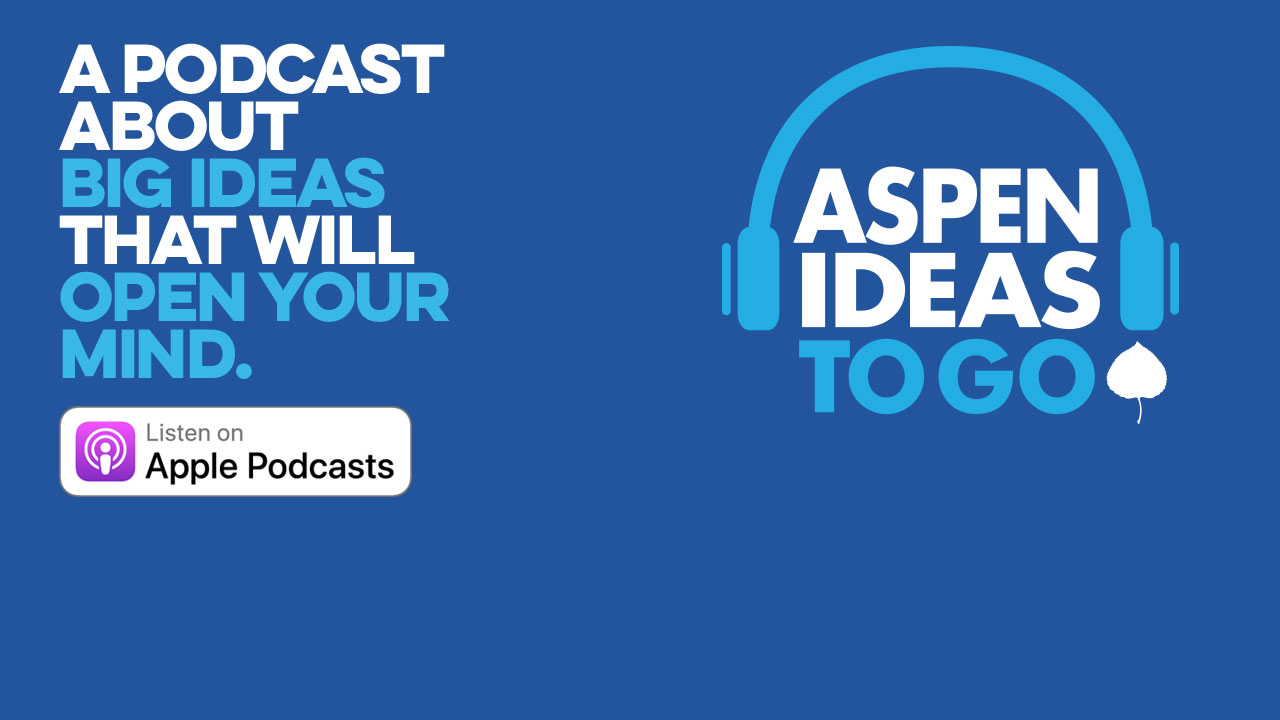 A PODCAST
ABOUT
BIG IDEAS
THAT WILL
OPEN YOUR
MIND.
Listen on
Apple Podcasts
ASPEN
IDEAS
TO GO